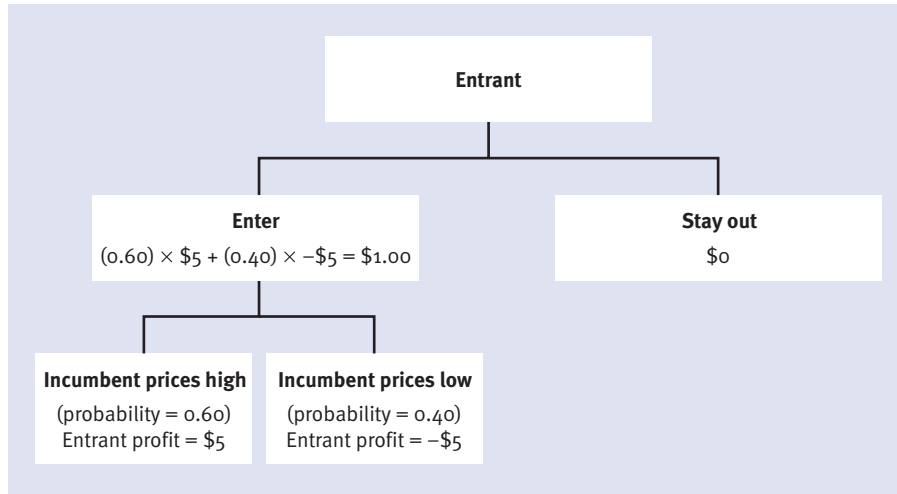 Entrant
Enter
(0.60) × $5 + (0.40) × –$5 = $1.00
Stay out
$0
Incumbent prices high
(probability = 0.60)
Entrant profit = $5
Incumbent prices low
(probability = 0.40)
Entrant profit = –$5